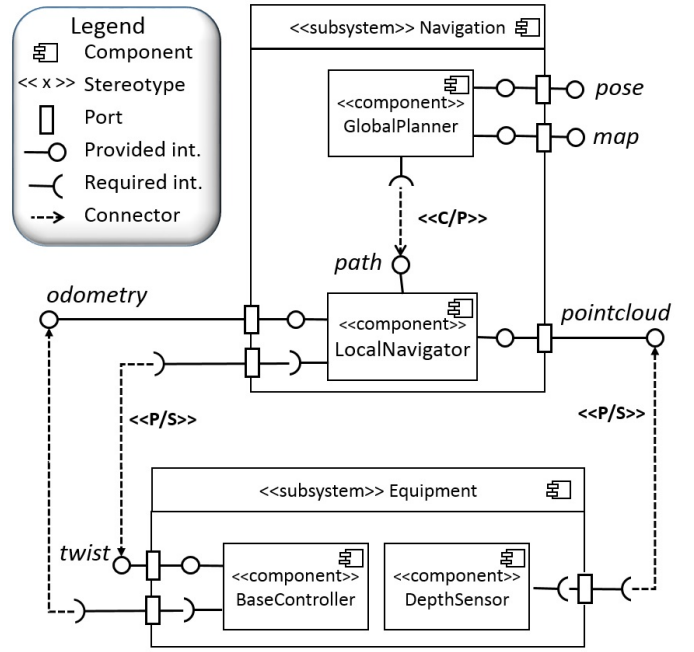 Legend
Component
<< x >> Stereotype
Port
Provided int.
Required int.
Connector
<<subsystem>> Navigation
<<component>>
GlobalPlanner
pose
map
<<C/P>>
path
odometry
<<component>>
LocalNavigator
pointcloud
<<P/S>>
<<P/S>>
<<subsystem>> Equipment
twist
<<component>>
BaseController
<<component>>
DepthSensor